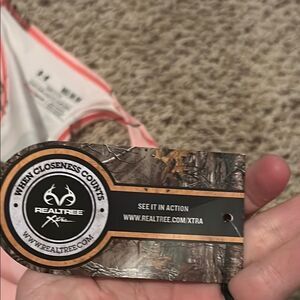 WHEN CLOSENESS COUNTS
REALTREE
Xtra
WWW.REALTREE.COM
SEE IT IN ACTION
WWW.REALTREE.COM/XTRA